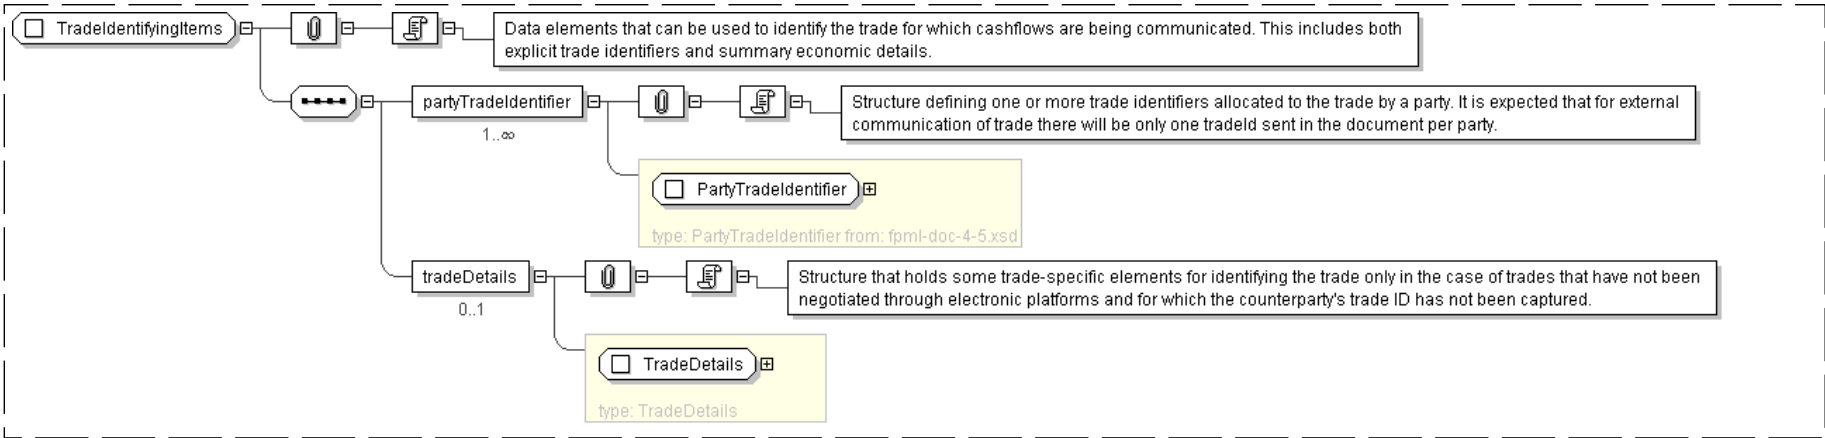 TradeIdentifyingItems
Data elements that can be used to identify the trade for which cashflows are being communicated. This includes both
explicit trade identifiers and summary economic details.
partyTradeIdentifier
1..∞
Structure defining one or more trade identifiers allocated to the trade by a party. It is expected that for external
communication of trade there will be only one tradeId sent in the document per party.
PartyTradeIdentifier
type: PartyTradeIdentifier from: fpml-doc-4-5.xsd
tradeDetails
0..1
Structure that holds some trade-specific elements for identifying the trade only in the case of trades that have not been
negotiated through electronic platforms and for which the counterparty's trade ID has not been captured.
TradeDetails
type: TradeDetails